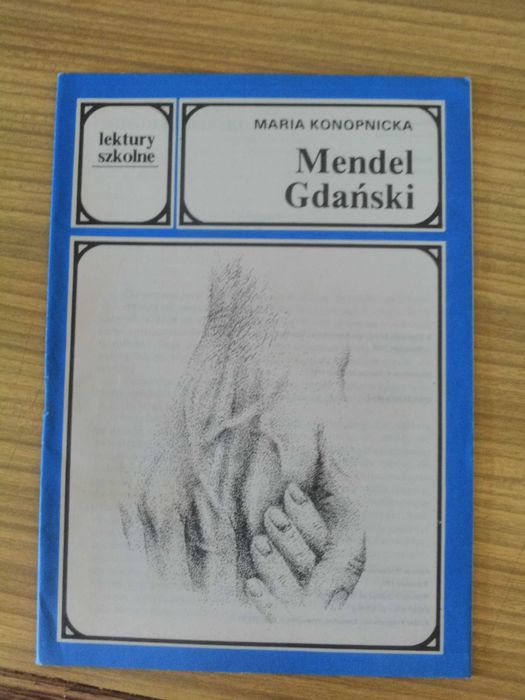 lektury
szkolne
MARIA KONOPNICKA
Mendel
Gdański